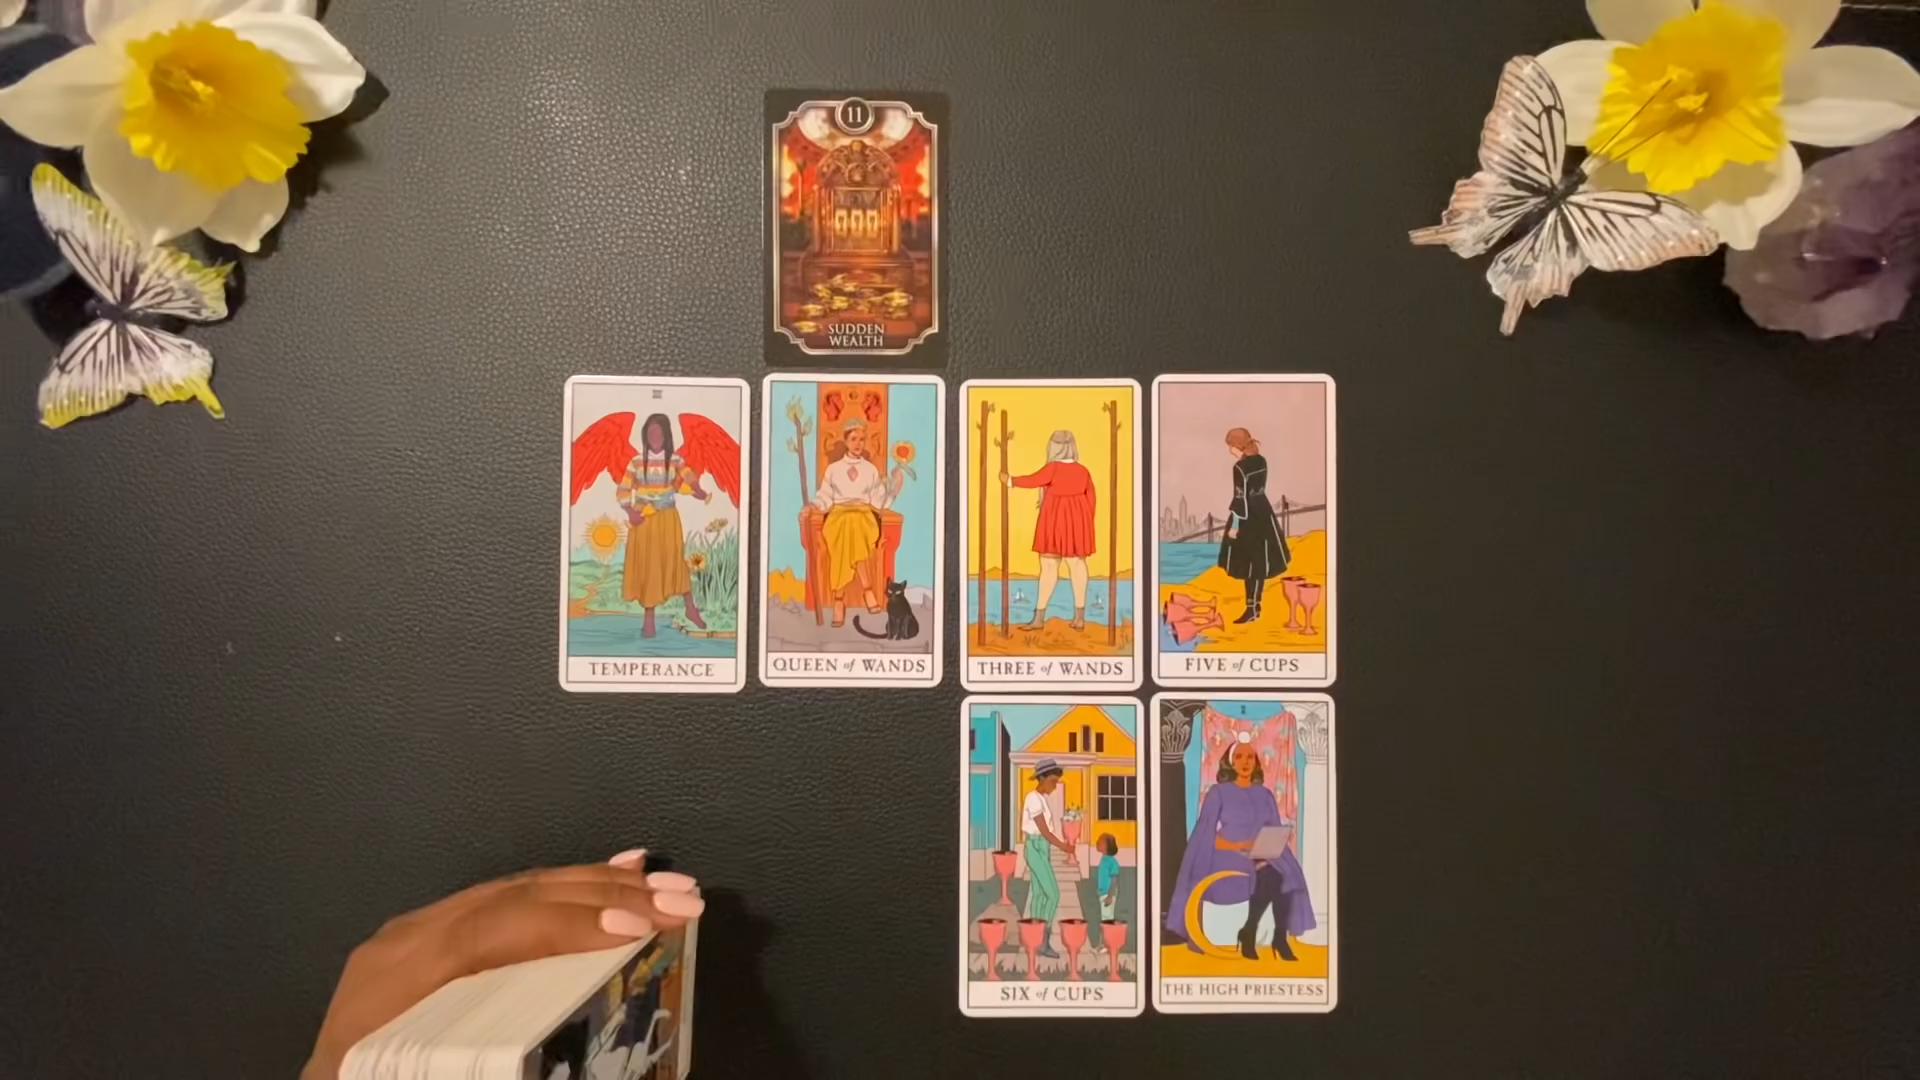 11
SUDDEN
WEALTH
TEMPERANCE
QUEEN of WANDS
THREE of WANDS
FIVE of CUPS
SIX of CUPS
THE HIGH PRIESTESS